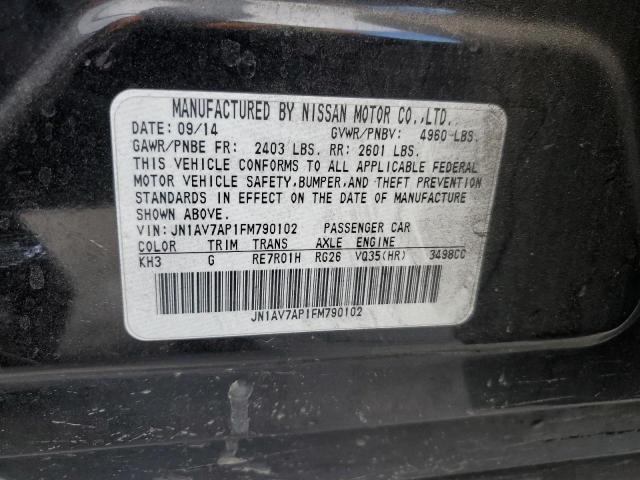 MANUFACTURED BY NISSAN MOTOR CO.,LTD.
DATE: 09/14 GVWR/PNBV: 4960 LBS.
GAWR/PNBE FR: 2403 LBS. RR: 2601 LBS.
THIS VEHICLE CONFORMS TO ALL APPLICABLE FEDERAL
MOTOR VEHICLE SAFETY,BUMPER,AND THEFT PREVENTION
STANDARDS IN EFFECT ON THE DATE OF MANUFACTURE
SHOWN ABOVE.
VIN: JN1AV7AP1FM790102 PASSENGER CAR
COLOR TRIM TRANS AXLE ENGINE
KH3 G RE7R01H RG26 VQ35(HR) 3498CC
JN1AV7AP1FM790102